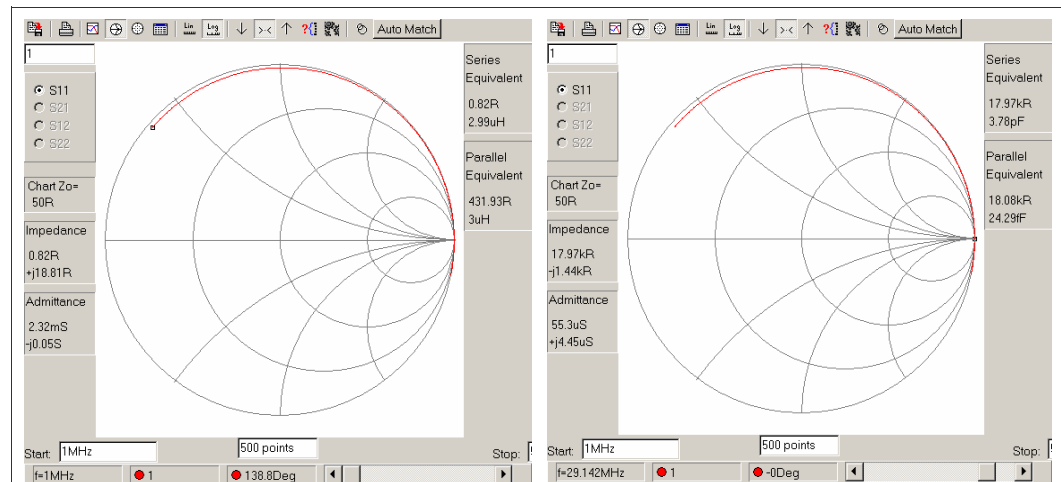 Lin
Log
Auto Match
1
S11
S21
S12
S22
Chart Zo=
50R
Impedance
0.82R
+j18.81R
Admittance
2.32mS
-j0.05S
Series
Equivalent
0.82R
2.99uH
Parallel
Equivalent
431.93R
3uH
Start:
1MHz
500 points
Stop:
f=1MHz
1
138.8Deg
Lin
Log
Auto Match
1
S11
S21
S12
S22
Chart Zo=
50R
Impedance
17.97kR
-j1.44kR
Admittance
55.3uS
+j4.45uS
Series
Equivalent
17.97kR
3.78pF
Parallel
Equivalent
18.08kR
24.29fF
Start:
1MHz
500 points
Stop:
f=29.142MHz
1
-0Deg